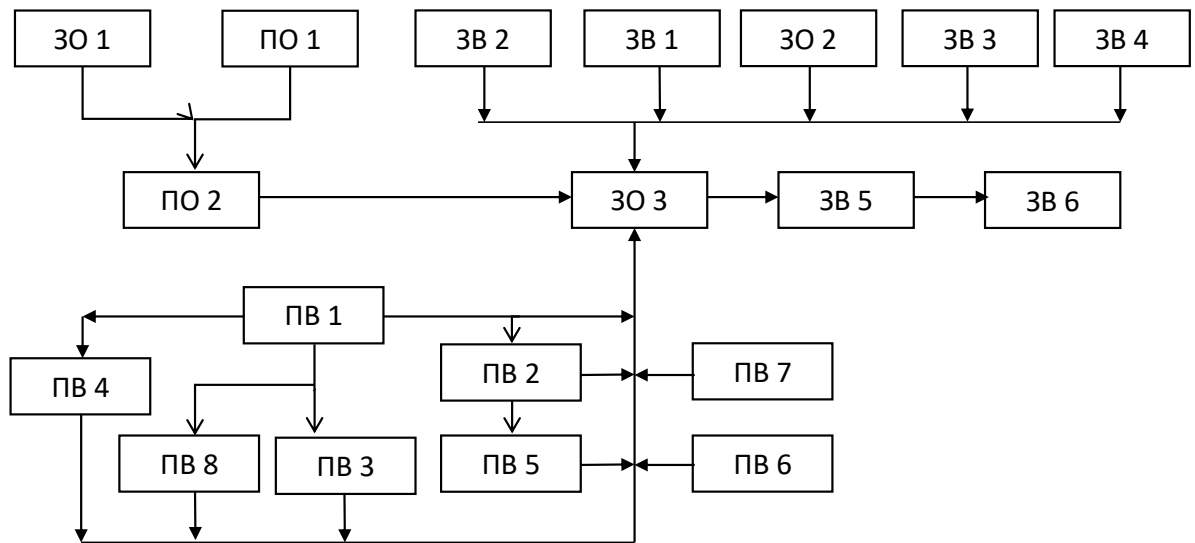 ЗО 1
ПО 1
ЗВ 2
ЗВ 1
ЗО 2
ЗВ 3
ЗВ 4
ПО 2
ЗО 3
ЗВ 5
ЗВ 6
ПВ 1
ПВ 4
ПВ 2
ПВ 7
ПВ 8
ПВ 3
ПВ 5
ПВ 6